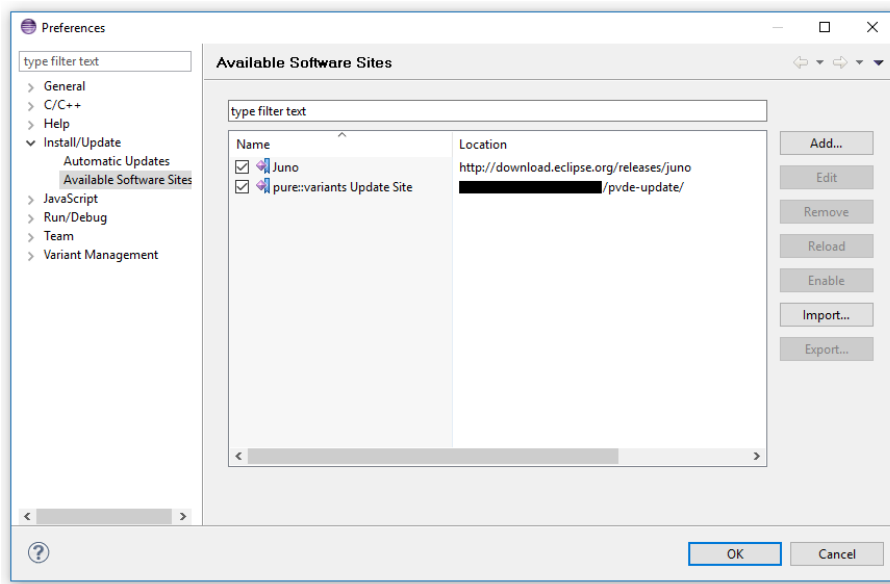 Preferences
type filter text
General
C/C++
Help
Install/Update
Automatic Updates
Available Software Sites
JavaScript
Run/Debug
Team
Variant Management
Available Software Sites
type filter text
Name Location
Juno http://download.eclipse.org/releases/juno
pure::variants Update Site /pvde-update/
Add...
Edit
Remove
Reload
Enable
Import...
Export...
?
OK Cancel